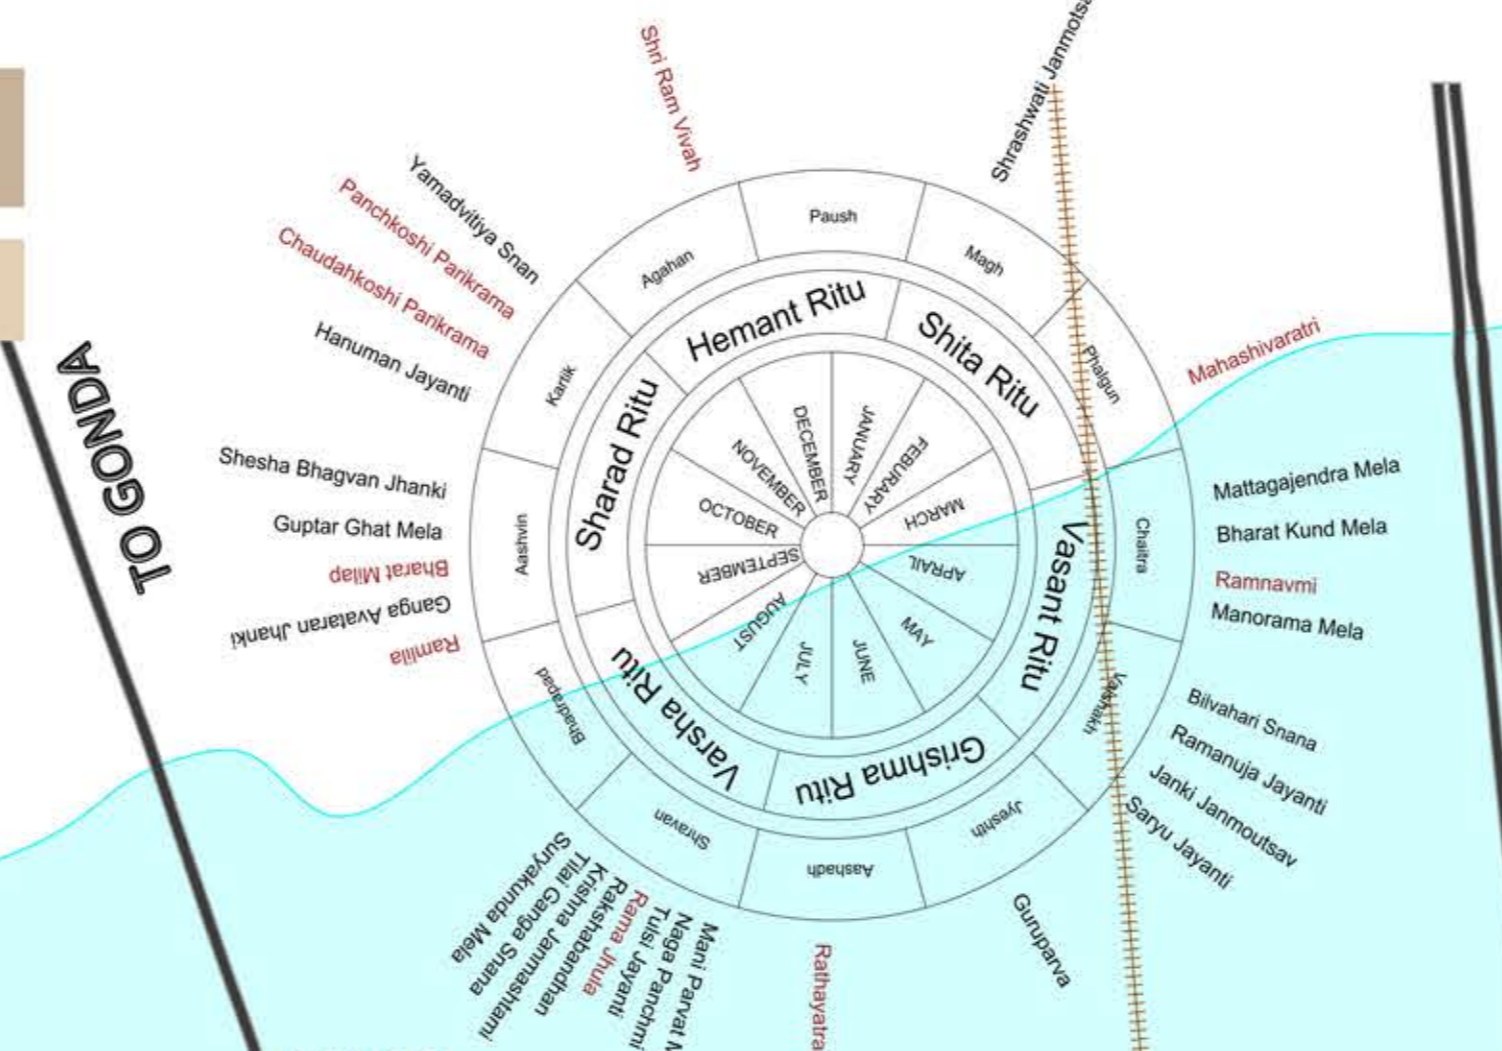 TO GONDA
Shri Ram Vivah
Yamadvitiya Snan
Panchkoshi Parikrama
Chaudahkoshi Parikrama
Hanuman Jayanti
Shesha Bhagvan Jhanki
Guptar Ghat Mela
Bharat Milap
Ganga Avataran Jhanki
Ramlila
Shrashwati
Mahashivaratri
Mattagajendra Mela
Bharat Kund Mela
Ramnavmi
Manorama Mela
Bilvahari Snana
Ramanuja Jayanti
Janki Janmoutsav
Saryu Jayanti
Guruparva
Rathayatra
Mani Parvat
Naga Panchmi
Tulsi Jayanti
Rama Jhula
Rakshabandhan
Krishna Janmashtami
Tilai Ganga Snana
Suryakunda Mela
Paush
Magh
Phalgun
Chaitra
Vaishakh
Jyeshth
Aashadh
Shravan
Bhadrapad
Aashvin
Kartik
Agahan
Hemant Ritu
Shita Ritu
Vasant Ritu
Grishma Ritu
Varsha Ritu
Sharad Ritu
JANUARY
FEBURARY
MARCH
APRAIL
MAY
JUNE
JULY
AUGUST
SEPTEMBER
OCTOBER
NOVEMBER
DECEMBER